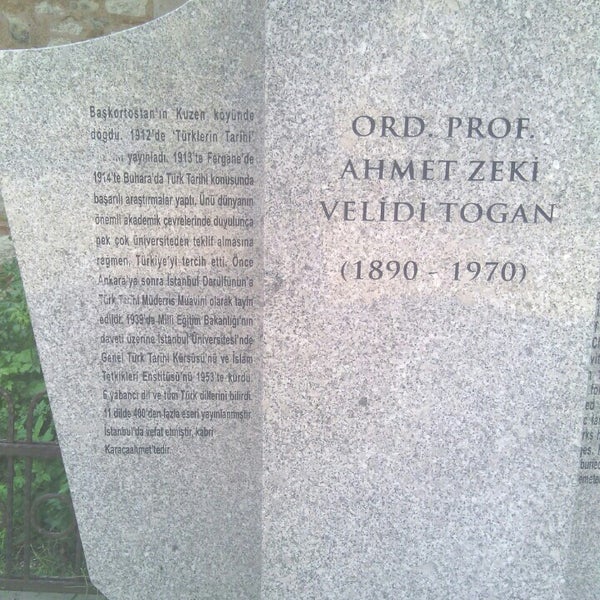 Başkortostan'ın Kuzen köyünde
doğdu. 1912'de 'Türklerin Tarihi'
yayınladı. 1913'te Fergane'de
1914'te Buhara'da Türk Tarihi konusunda
başarılı araştırmalar yaptı. Ünü dünyanın
önemli akademik çevrelerinde duyulunca
pek çok üniversiteden teklif almasına
rağmen, Türkiye'yi tercih etti. Önce
Ankara'ya sonra İstanbul Darülfünun'a
Türk Tarihi Müderris Muavini olarak tayin
edildi. 1939'da Milli Eğitim Bakanlığı'nın
daveti üzerine İstanbul Üniversitesi'nde
Genel Türk Tarihi Kürsüsü'nü ve İslam
Tetkikleri Enstitüsü'nü 1953'te kurdu.
6 yabancı dil ve tüm Türk dillerini bilirdi.
11 dilde 400'den fazla eseri yayınlanmıştır.
İstanbul'da vefat etmiştir, kabri
Karacaahmet'tedir.
ORD. PROF.
AHMET ZEKİ
VELİDİ TOGAN
(1890 - 1970)